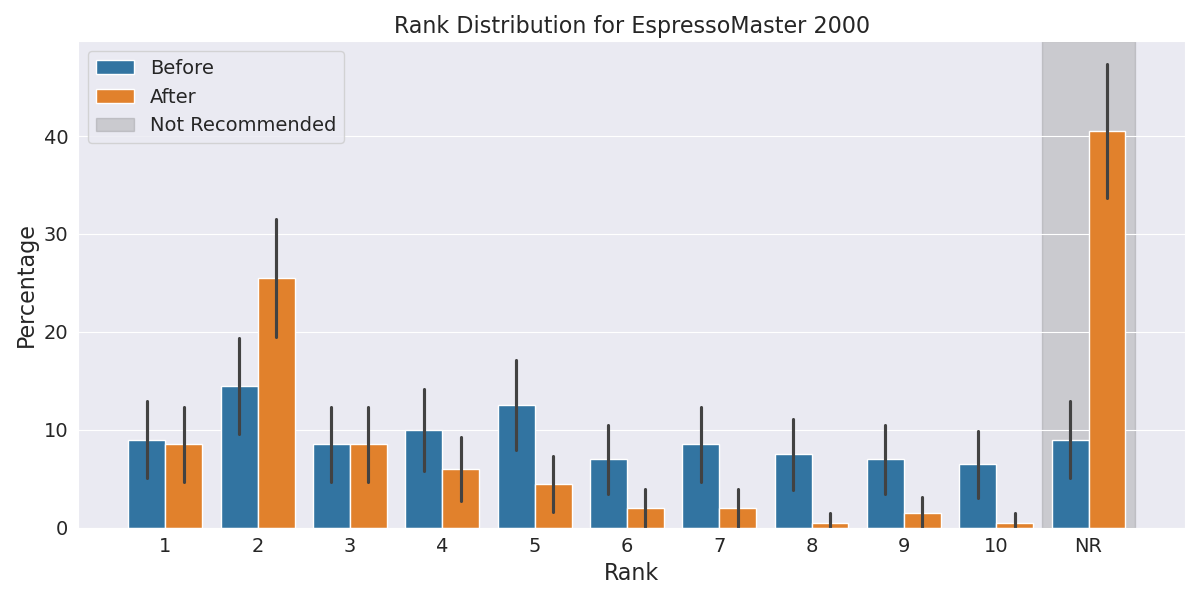 Rank Distribution for EspressoMaster 2000
Before
After
Not Recommended
Percentage
40
30
20
10
0
1 2 3 4 5 6 7 8 9 10 NR
Rank